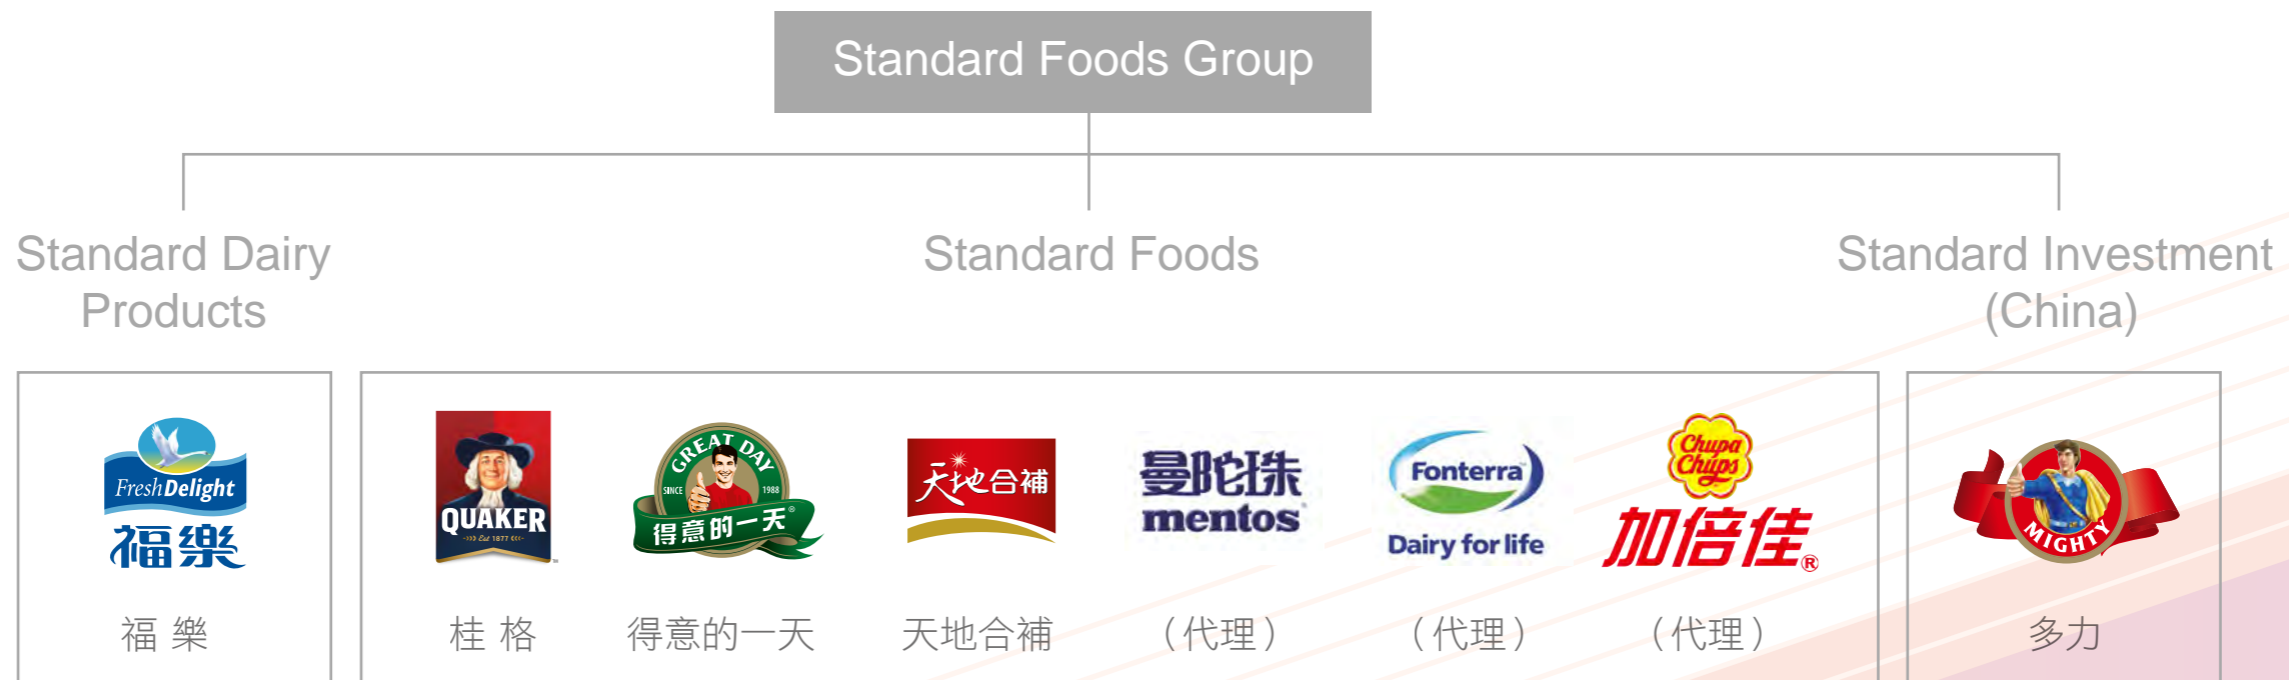 Standard Foods Group
Standard Dairy
Products
Standard Foods
Standard Investment
(China)
Fresh Delight
福樂
福 樂
QUAKER
Est 1877
桂 格
GREAT DAY
SINCE 1988
得意的一天®
得意的一天
天地合補
天地合補
曼陀珠
mentos
（代理）
Fonterra
Dairy for life
（代理）
Chupa
Chups
加倍佳®
（代理）
MIGHTY
多力